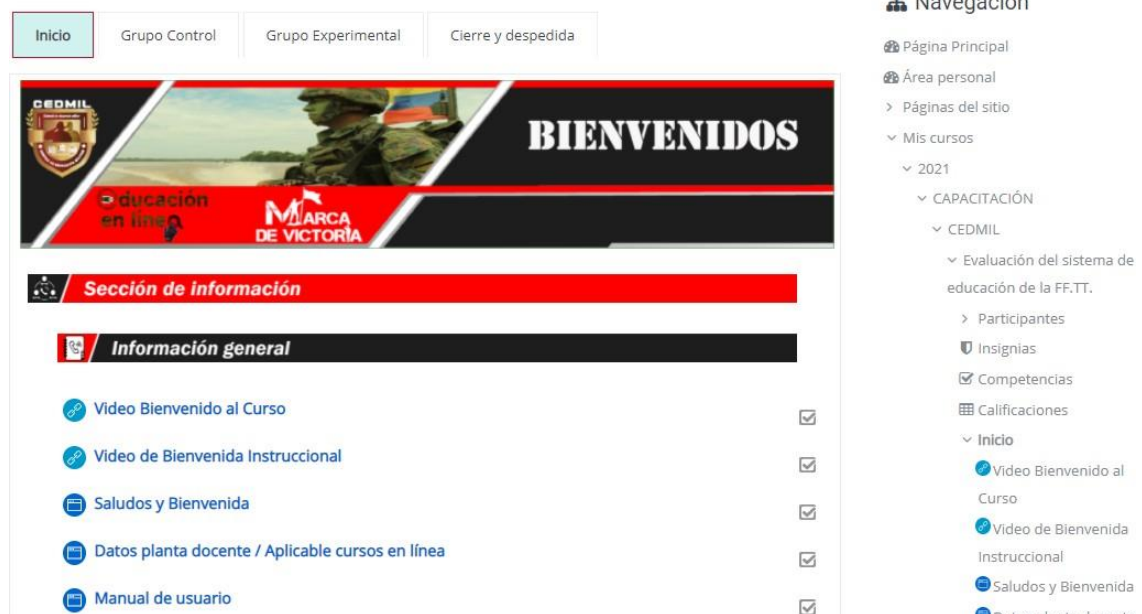 Inicio
Grupo Control
Grupo Experimental
Cierre y despedida
CEDMIL
BIENVENIDOS
Educación
en línea
MARCA
DE VICTORIA
Sección de información
Información general
Video Bienvenido al Curso
Video de Bienvenida Instruccional
Saludos y Bienvenida
Datos planta docente / Aplicable cursos en línea
Manual de usuario
Navegación
Página Principal
Área personal
Páginas del sitio
Mis cursos
2021
CAPACITACIÓN
CEDMIL
Evaluación del sistema de
educación de la FF.TT.
Participantes
Insignias
Competencias
Calificaciones
Inicio
Video Bienvenido al
Curso
Video de Bienvenida
Instruccional
Saludos y Bienvenida